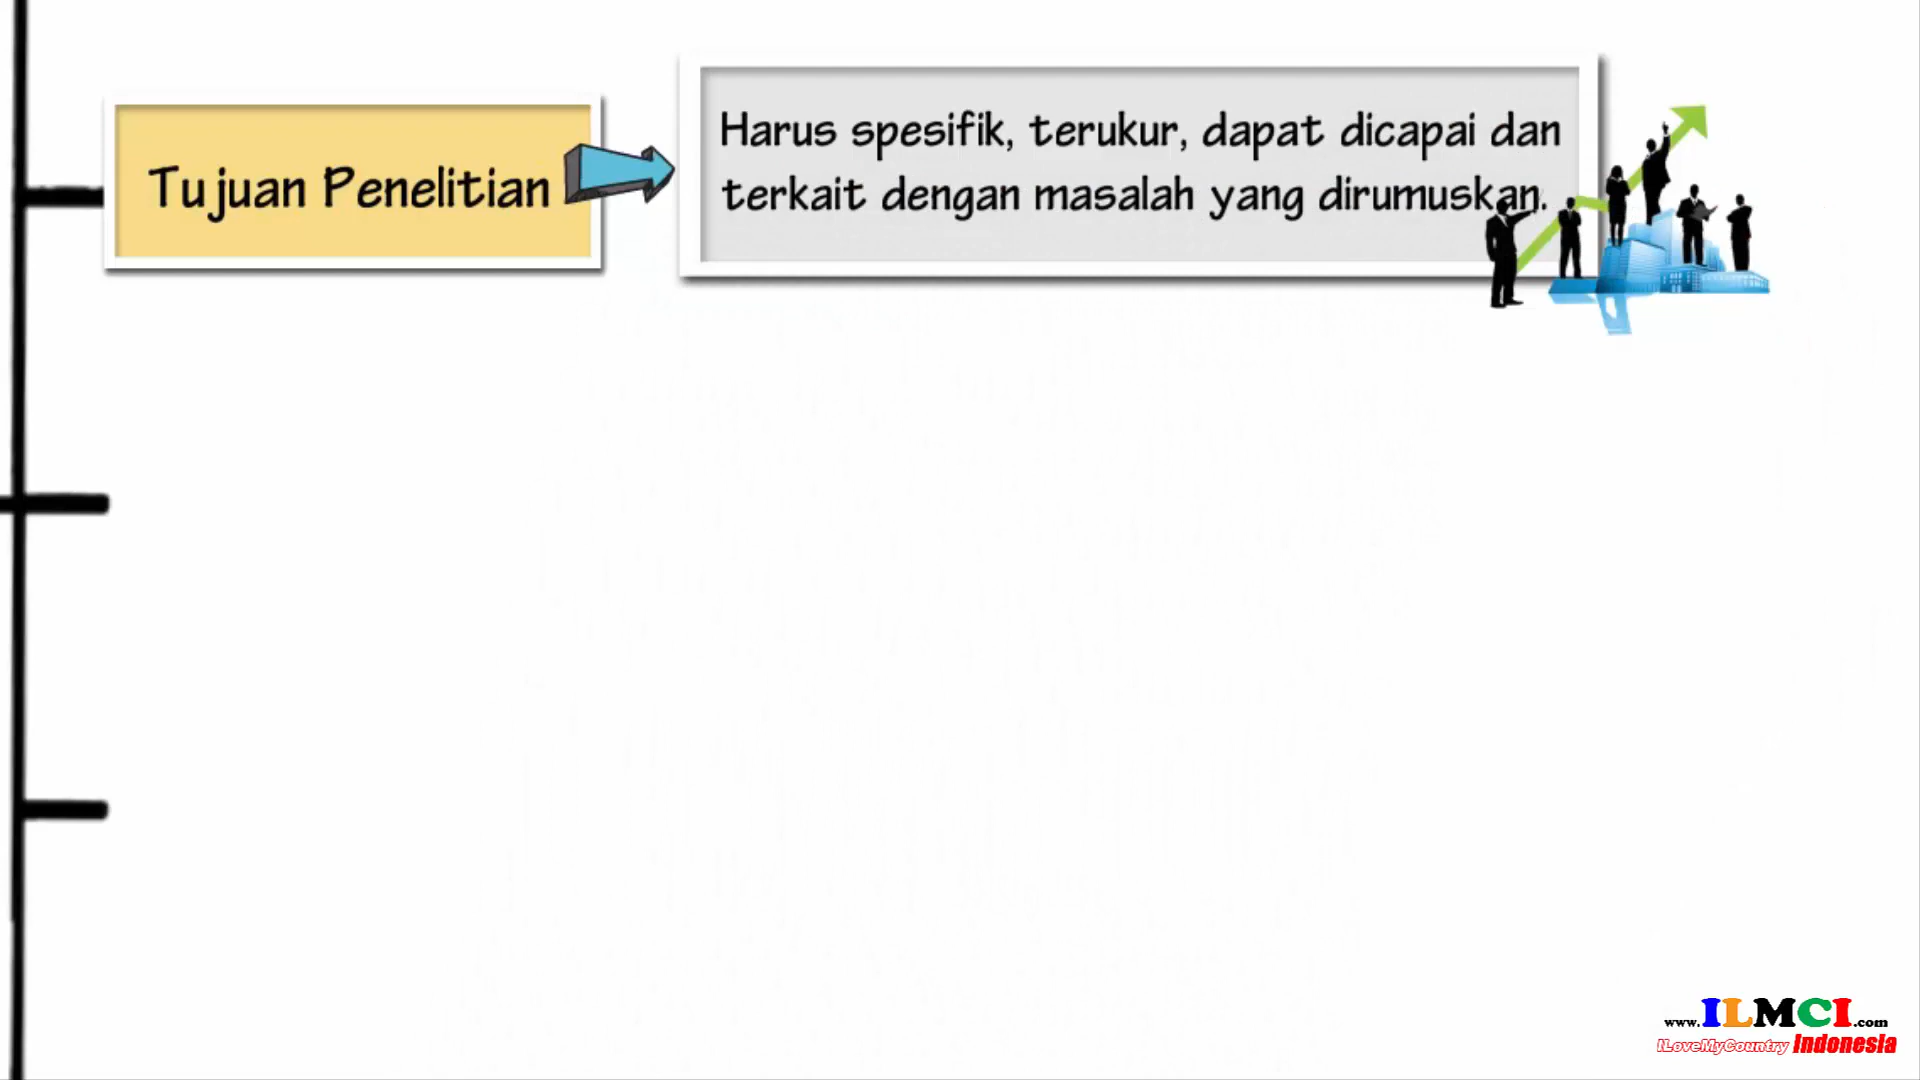 Tujuan Penelitian
Harus spesifik, terukur, dapat dicapai dan
terkait dengan masalah yang dirumuskan.
www.ILMCI.com
ILoveMyCountry Indonesia